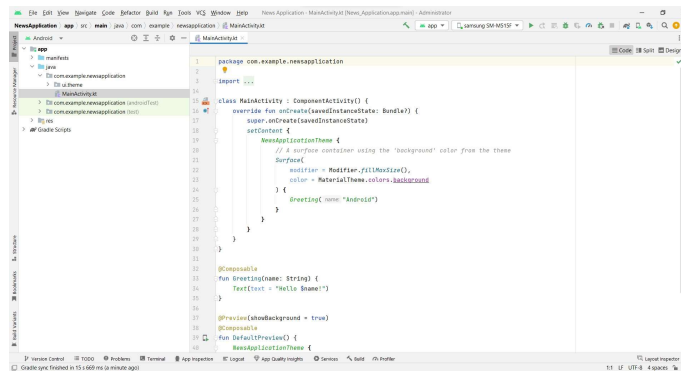 File Edit View Navigate Code Refactor Build Run Tools VCS Window Help News Application - MainActivity.kt [News_Application.app.main] - Administrator
NewsApplication app src main java com example newsapplication MainActivity.kt
app samsung SM-M515F
Android
MainActivity.kt
Code Split Design
app
manifests
java
com.example.newsapplication
ui.theme
MainActivity.kt
com.example.newsapplication (androidTest)
com.example.newsapplication (test)
res
Gradle Scripts
Project
Resource Manager
Structure
Bookmarks
Build Variants
1 package com.example.newsapplication
2
3 import ...
14
15 class MainActivity : ComponentActivity() {
16 override fun onCreate(savedInstanceState: Bundle?) {
17 super.onCreate(savedInstanceState)
18 setContent {
19 NewsApplicationTheme {
20 // A surface container using the 'background' color from the theme
21 Surface(
22 modifier = Modifier.fillMaxSize(),
23 color = MaterialTheme.colors.background
24 ) {
25 Greeting( name: "Android")
26 }
27 }
28 }
29 }
30 }
31
32 @Composable
33 fun Greeting(name: String) {
34 Text(text = "Hello $name!")
35 }
36
37 @Preview(showBackground = true)
38 @Composable
39 fun DefaultPreview() {
40 NewsApplicationTheme {
Version Control TODO Problems Terminal App Inspection Logcat App Quality Insights Services Build Profiler Layout Inspector
Gradle sync finished in 15 s 669 ms (a minute ago) 1:1 LF UTF-8 4 spaces